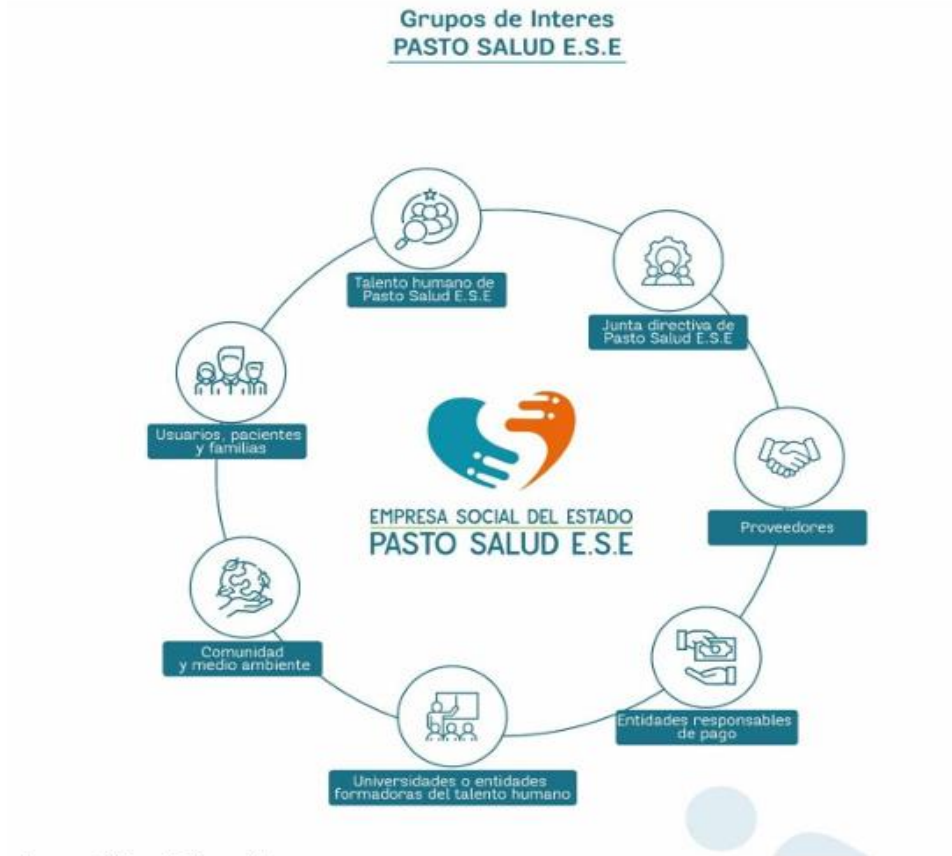 Grupos de Interes
PASTO SALUD E.S.E
Talento humano de
Pasto Salud E.S.E
Junta directiva de
Pasto Salud E.S.E
Usuarios, pacientes
y familias
Proveedores
EMPRESA SOCIAL DEL ESTADO
PASTO SALUD E.S.E
Comunidad
y medio ambiente
Entidades responsables
de pago
Universidades o entidades
formadoras del talento humano